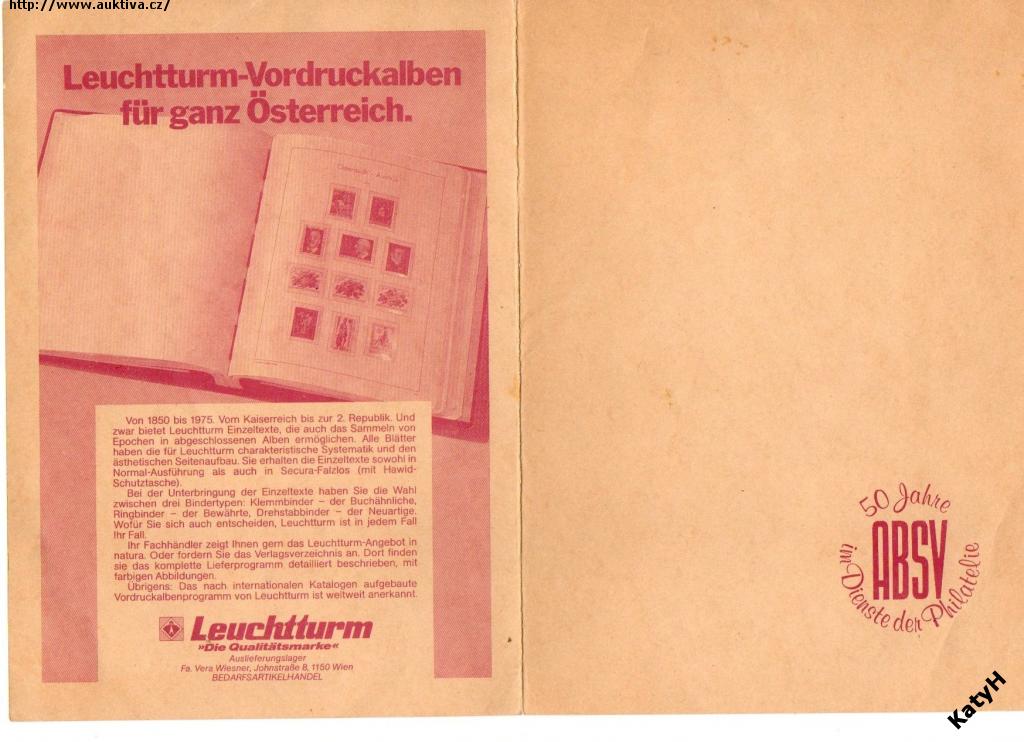 http://www.auktiva.cz/
Leuchtturm-Vordruckalben
für ganz Österreich.
Von 1850 bis 1975. Vom Kaiserreich bis zur 2. Republik. Und
zwar bietet Leuchtturm Einzeltexte, die auch das Sammeln von
Epochen in abgeschlossenen Alben ermöglichen. Alle Blätter
haben die für Leuchtturm charakteristische Systematik und den
ästhetischen Seitenaufbau. Sie erhalten die Einzeltexte sowohl in
Normal-Ausführung als auch in Secura-Falzlos (mit Hawid-
Schutztasche).
Bei der Unterbringung der Einzeltexte haben Sie die Wahl
zwischen drei Bindertypen: Klemmbinder – der Buchähnliche,
Ringbinder – der Bewährte, Drehstabbinder – der Neuartige.
Wofür Sie sich auch entscheiden, Leuchtturm ist in jedem Fall
Ihr Fall.
Ihr Fachhändler zeigt Ihnen gern das Leuchtturm-Angebot in
natura. Oder fordern Sie das Verlagsverzeichnis an. Dort finden
sie das komplette Lieferprogramm detailliert beschrieben, mit
farbigen Abbildungen.
Übrigens: Das nach internationalen Katalogen aufgebaute
Vordruckalbenprogramm von Leuchtturm ist weltweit anerkannt.
Leuchtturm
»Die Qualitätsmarke«
Auslieferungslager
Fa. Vera Wiesner, Johnstraße 8, 1150 Wien
BEDARFSARTIKELHANDEL
50 Jahre
ABSV
im Dienste der Philatelie
KatyH